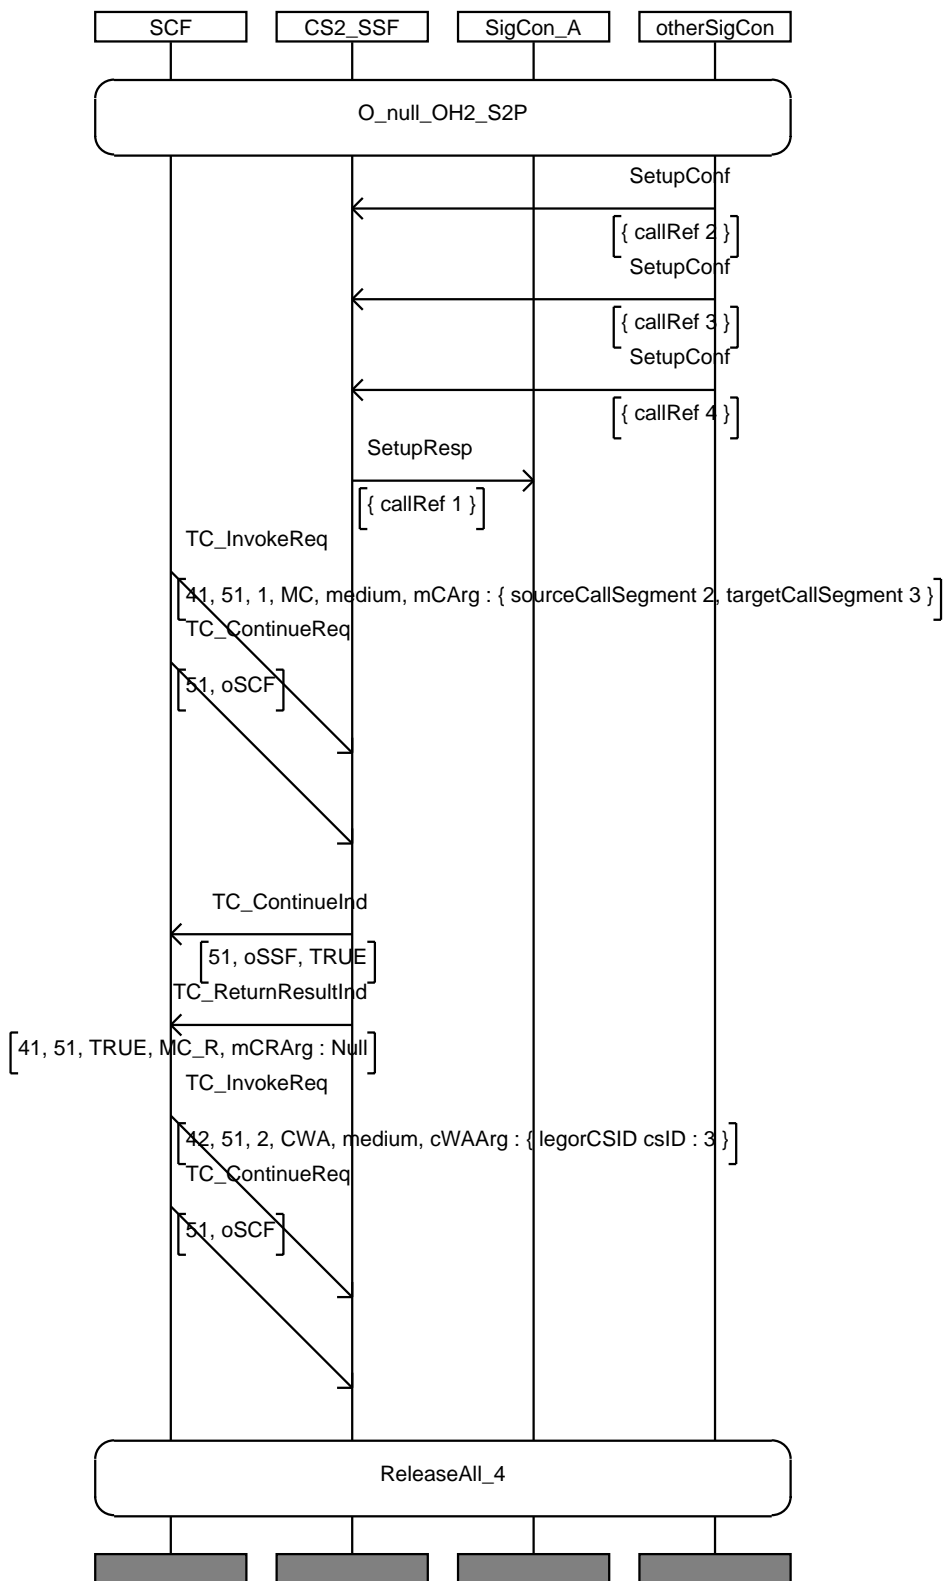 SCF CS2_SSF SigCon_A otherSigCon
O_null_OH2_S2P
SetupConf
{ callRef 2 }
SetupConf
{ callRef 3 }
SetupConf
{ callRef 4 }
SetupResp
{ callRef 1 }
TC_InvokeReq
41, 51, 1, MC, medium, mCArg : { sourceCallSegment 2, targetCallSegment 3 }
TC_ContinueReq
51, oSCF
TC_ContinueInd
51, oSSF, TRUE
TC_ReturnResultInd
41, 51, TRUE, MC_R, mCRArg : Null
TC_InvokeReq
42, 51, 2, CWA, medium, cWAArg : { legorCSID csID : 3 }
TC_ContinueReq
51, oSCF
ReleaseAll_4